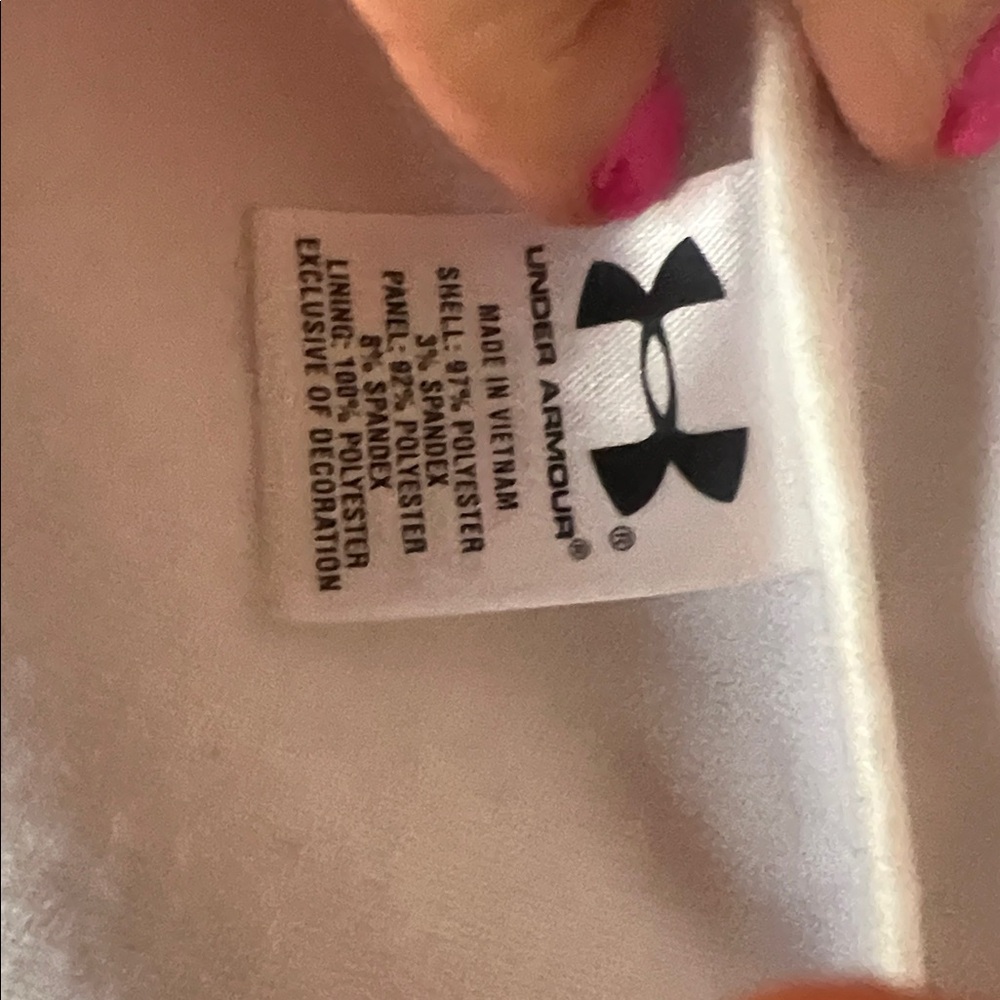 UNDER ARMOUR®
®
MADE IN VIETNAM
SHELL: 97% POLYESTER
3% SPANDEX
PANEL: 92% POLYESTER
8% SPANDEX
LINING: 100% POLYESTER
EXCLUSIVE OF DECORATION